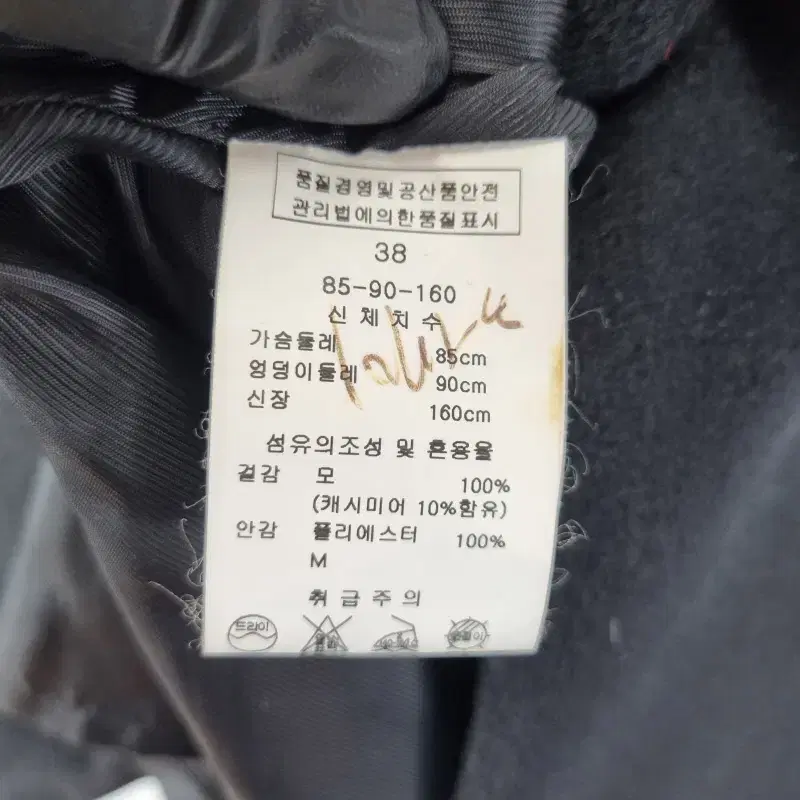 품질경영및공산품안전
관리법에의한품질표시
38
85-90-160
신 체 치 수
가슴둘레 85cm
엉덩이둘레 90cm
신장 160cm
섬유의조성 및 혼용율
겉감 모 100%
(캐시미어 10%함유)
안감 폴리에스터 100%
M
취 급 주 의
드라이